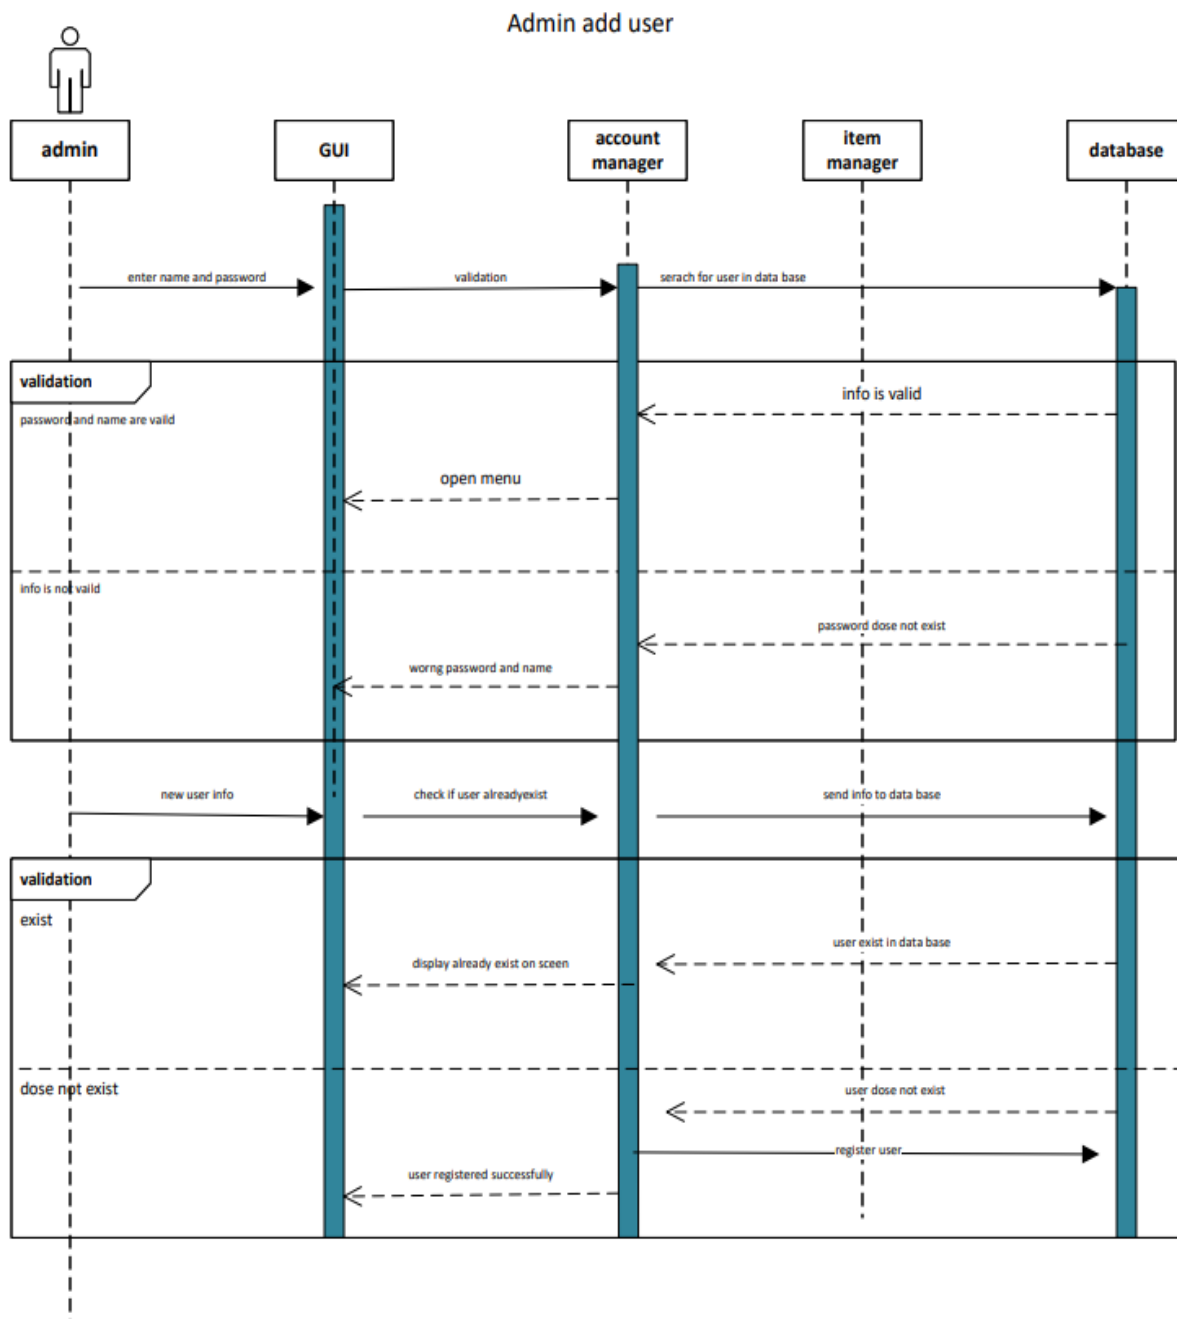 Admin add user
admin
GUI
account
manager
item
manager
database
enter name and password
validation
serach for user in data base
validation
password and name are vaild
info is valid
open menu
info is not vaild
password dose not exist
worng password and name
new user info
check if user alreadyexist
send info to data base
validation
exist
user exist in data base
display already exist on sceen
dose not exist
user dose not exist
register user
user registered successfully